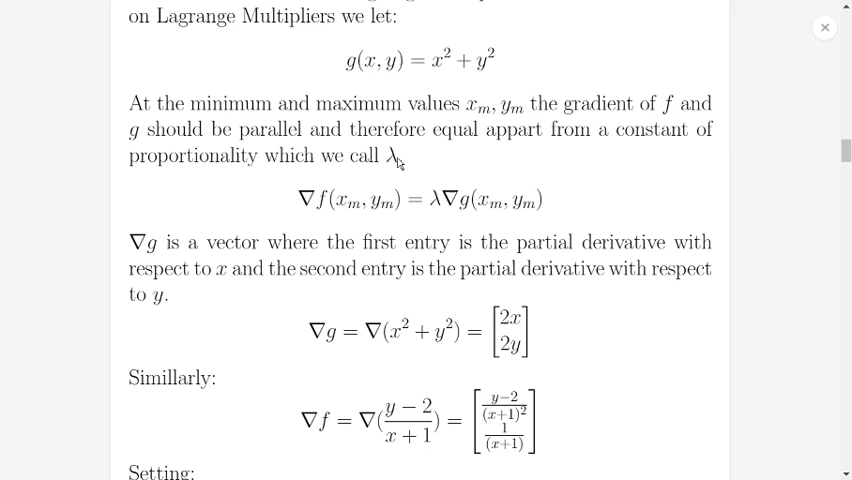 on Lagrange Multipliers we let:
g(x, y) = x² + y²
At the minimum and maximum values xₘ, yₘ the gradient of f and
g should be parallel and therefore equal appart from a constant of
proportionality which we call λ
∇f(xₘ, yₘ) = λ∇g(xₘ, yₘ)
∇g is a vector where the first entry is the partial derivative with
respect to x and the second entry is the partial derivative with respect
to y.
∇g = ∇(x² + y²) = [2x; 2y]
Simillarly:
∇f = ∇((y − 2)/(x + 1)) = [(y−2)/(x+1)²; 1/(x+1)]
Setting: